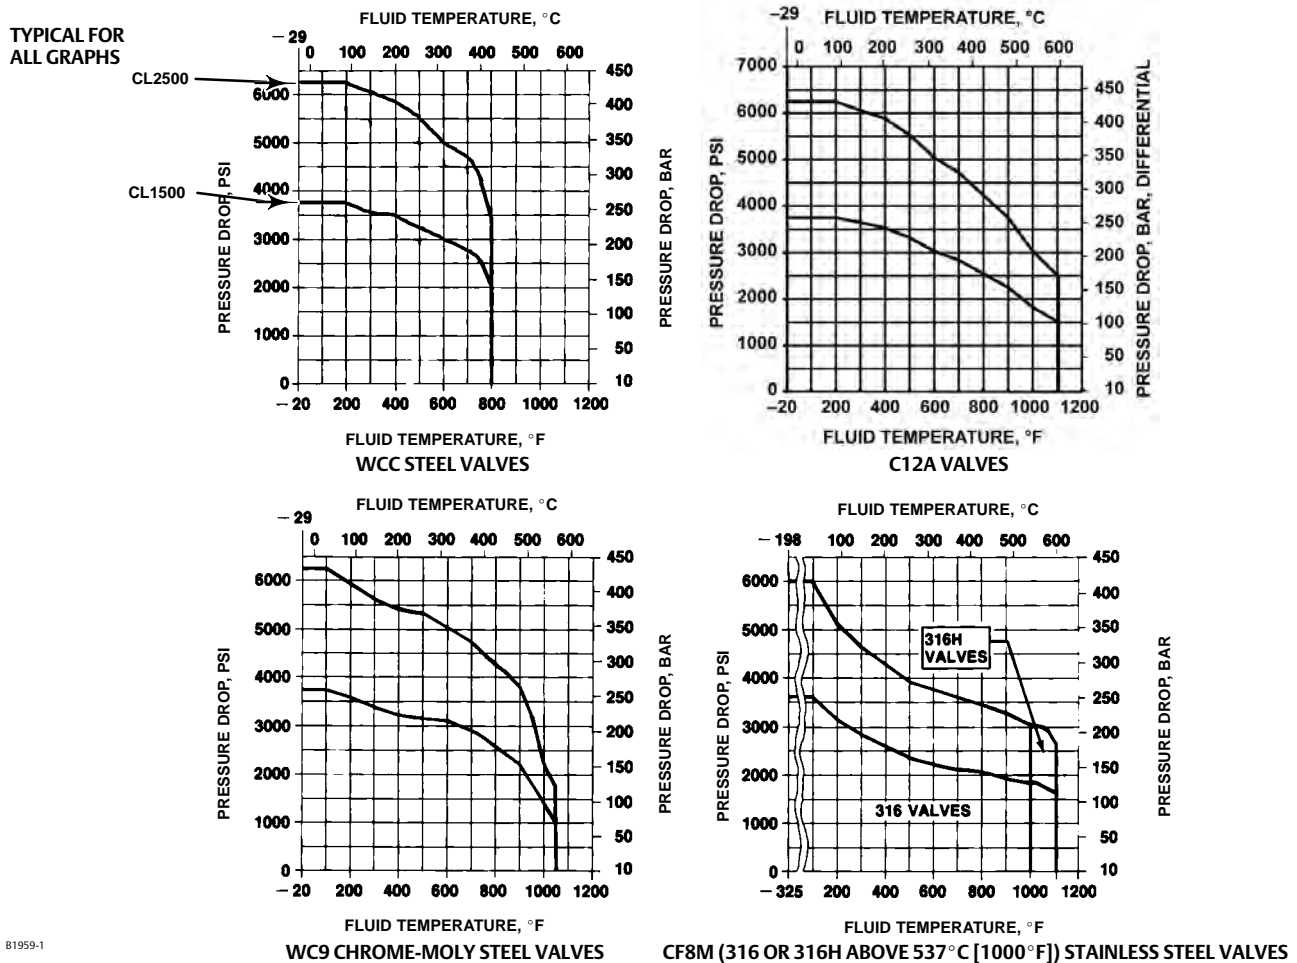 TYPICAL FOR
ALL GRAPHS
CL2500
CL1500
FLUID TEMPERATURE, °C
−29
0 100 200 300 400 500 600
PRESSURE DROP, PSI
6000
5000
4000
3000
2000
1000
0
450
400
350
300
250
200
150
100
50
10
PRESSURE DROP, BAR
−20 200 400 600 800 1000 1200
FLUID TEMPERATURE, °F
WCC STEEL VALVES
FLUID TEMPERATURE, °C
−29
0 100 200 300 400 500 600
PRESSURE DROP, PSI
7000
6000
5000
4000
3000
2000
1000
0
450
400
350
300
250
200
150
100
50
10
PRESSURE DROP, BAR, DIFFERENTIAL
−20 200 400 600 800 1000 1200
FLUID TEMPERATURE, °F
C12A VALVES
FLUID TEMPERATURE, °C
−29
0 100 200 300 400 500 600
PRESSURE DROP, PSI
6000
5000
4000
3000
2000
1000
0
450
400
350
300
250
200
150
100
50
10
PRESSURE DROP, BAR
−20 200 400 600 800 1000 1200
FLUID TEMPERATURE, °F
WC9 CHROME-MOLY STEEL VALVES
FLUID TEMPERATURE, °C
−198 100 200 300 400 500 600
PRESSURE DROP, PSI
6000
5000
4000
3000
2000
1000
0
316H
VALVES
316 VALVES
450
400
350
300
250
200
150
100
50
10
PRESSURE DROP, BAR
−325 200 400 600 800 1000 1200
FLUID TEMPERATURE, °F
CF8M (316 OR 316H ABOVE 537°C [1000°F]) STAINLESS STEEL VALVES
B1959-1